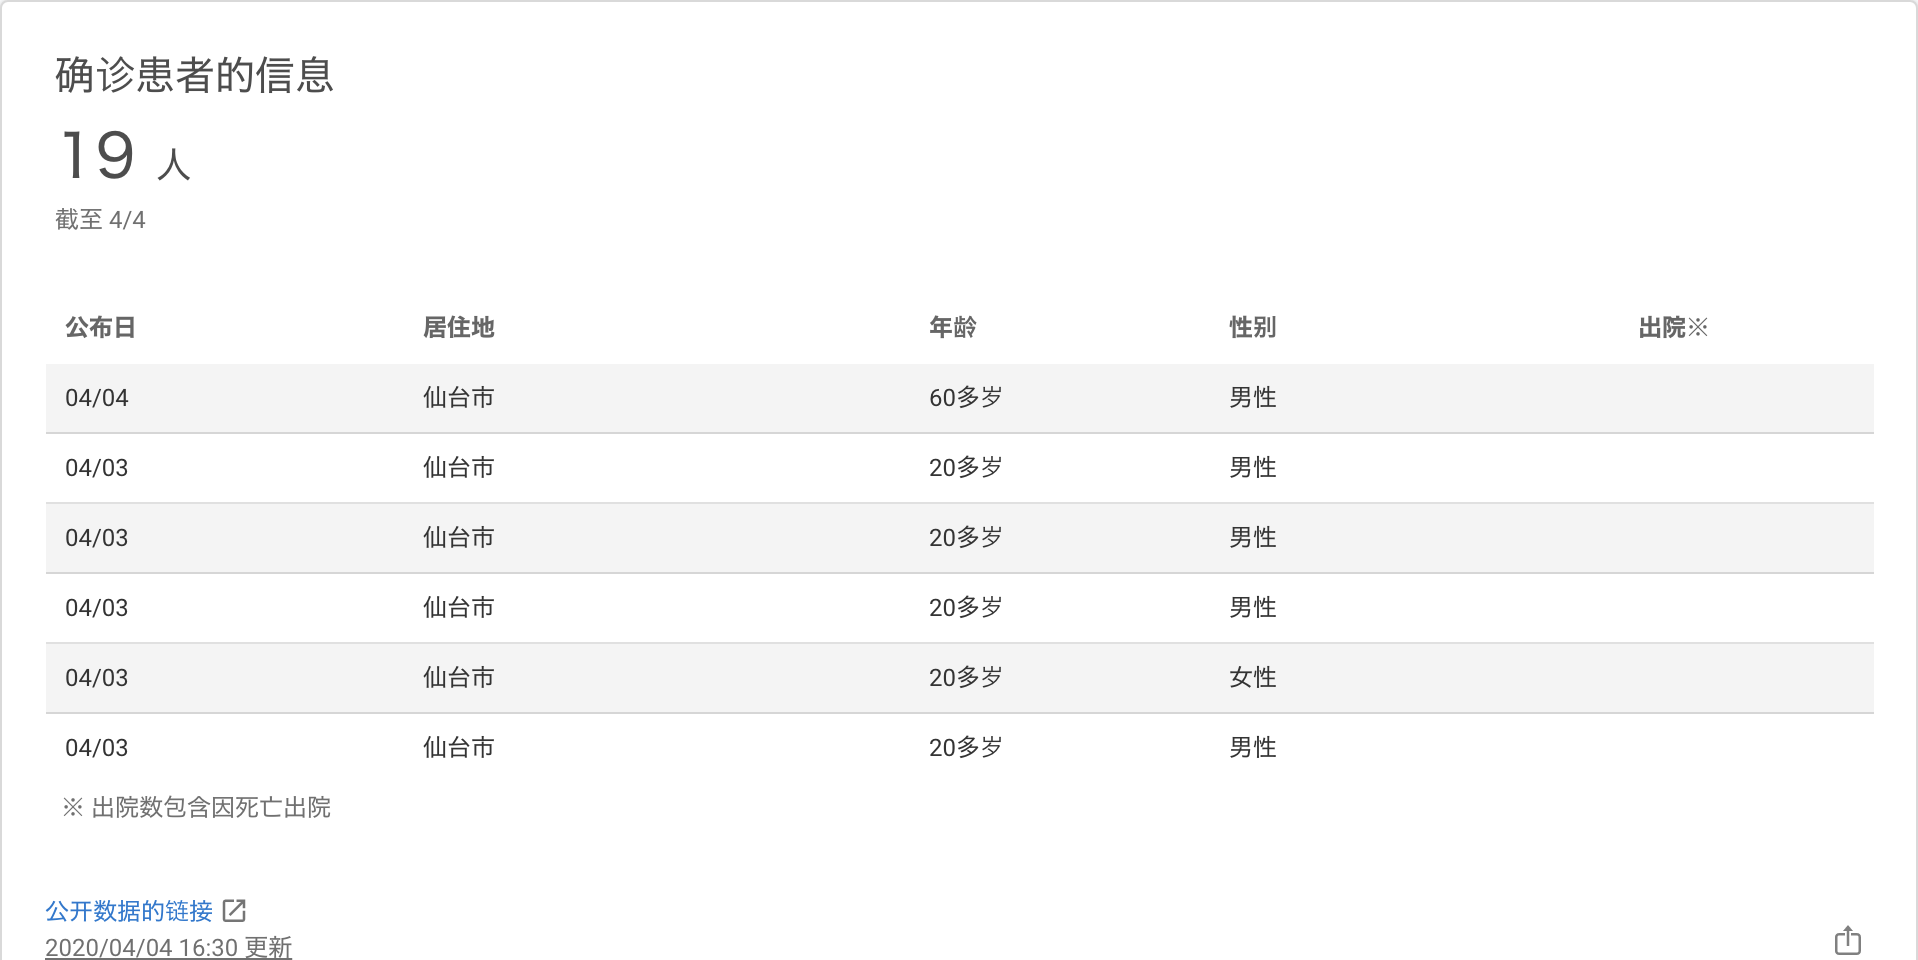 确诊患者的信息
19 人
截至 4/4
公布日 居住地 年龄 性别 出院※
04/04 仙台市 60多岁 男性
04/03 仙台市 20多岁 男性
04/03 仙台市 20多岁 男性
04/03 仙台市 20多岁 男性
04/03 仙台市 20多岁 女性
04/03 仙台市 20多岁 男性
※ 出院数包含因死亡出院
公开数据的链接
2020/04/04 16:30 更新